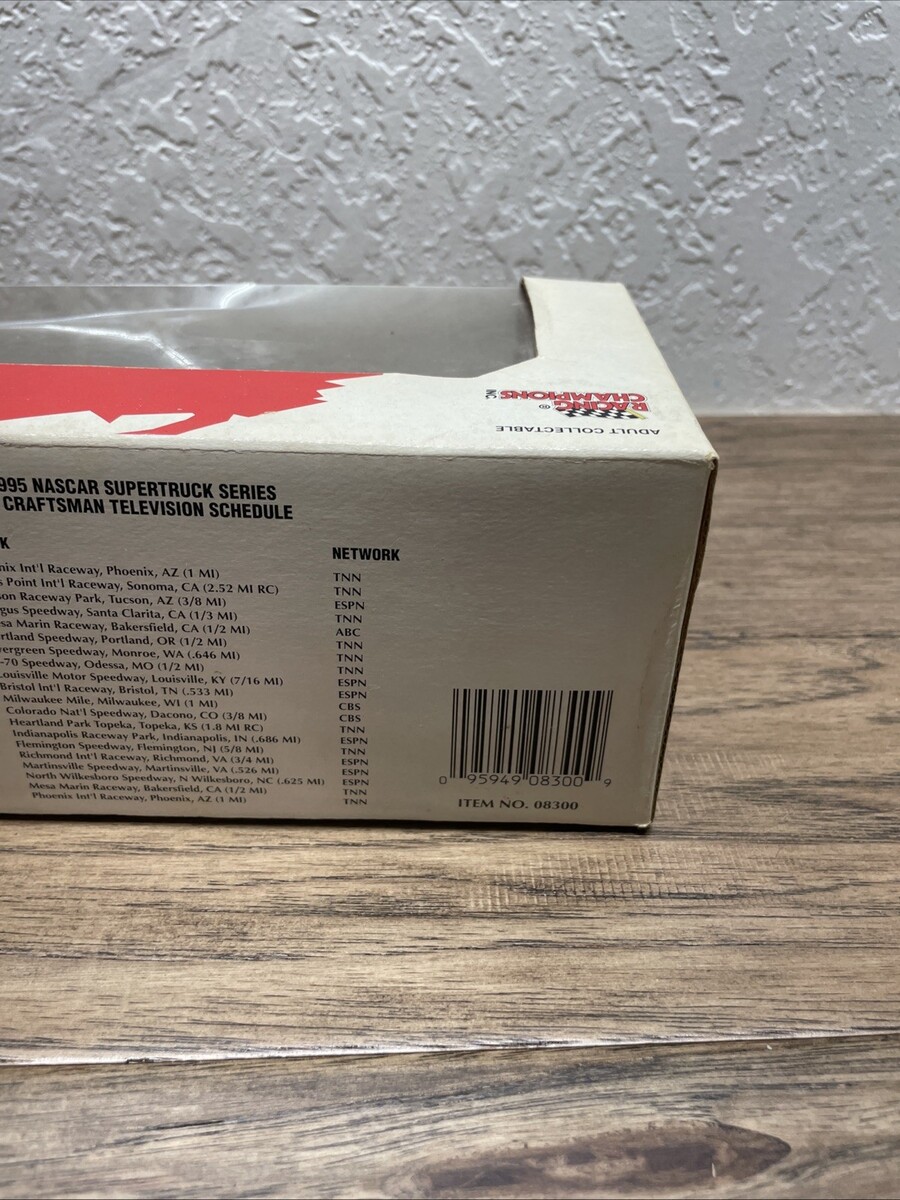 RACING
CHAMPIONS INC.
®
ADULT COLLECTABLE
995 NASCAR SUPERTRUCK SERIES
CRAFTSMAN TELEVISION SCHEDULE
K NETWORK
nix Int'l Raceway, Phoenix, AZ (1 MI) TNN
s Point Int'l Raceway, Sonoma, CA (2.52 MI RC) TNN
son Raceway Park, Tucson, AZ (3/8 MI) ESPN
gus Speedway, Santa Clarita, CA (1/3 MI) TNN
esa Marin Raceway, Bakersfield, CA (1/2 MI) ABC
rtland Speedway, Portland, OR (1/2 MI) TNN
vergreen Speedway, Monroe, WA (.646 MI) TNN
-70 Speedway, Odessa, MO (1/2 MI) TNN
Louisville Motor Speedway, Louisville, KY (7/16 MI) ESPN
Bristol Int'l Raceway, Bristol, TN (.533 MI) ESPN
Milwaukee Mile, Milwaukee, WI (1 MI) CBS
Colorado Nat'l Speedway, Dacono, CO (3/8 MI) CBS
Heartland Park Topeka, Topeka, KS (1.8 MI RC) TNN
Indianapolis Raceway Park, Indianapolis, IN (.686 MI) ESPN
Flemington Speedway, Flemington, NJ (5/8 MI) TNN
Richmond Int'l Raceway, Richmond, VA (3/4 MI) ESPN
Martinsville Speedway, Martinsville, VA (.526 MI) ESPN
North Wilkesboro Speedway, N Wilkesboro, NC (.625 MI) ESPN
Mesa Marin Raceway, Bakersfield, CA (1/2 MI) TNN
Phoenix Int'l Raceway, Phoenix, AZ (1 MI) TNN
0 95949 08300 9
ITEM NO. 08300